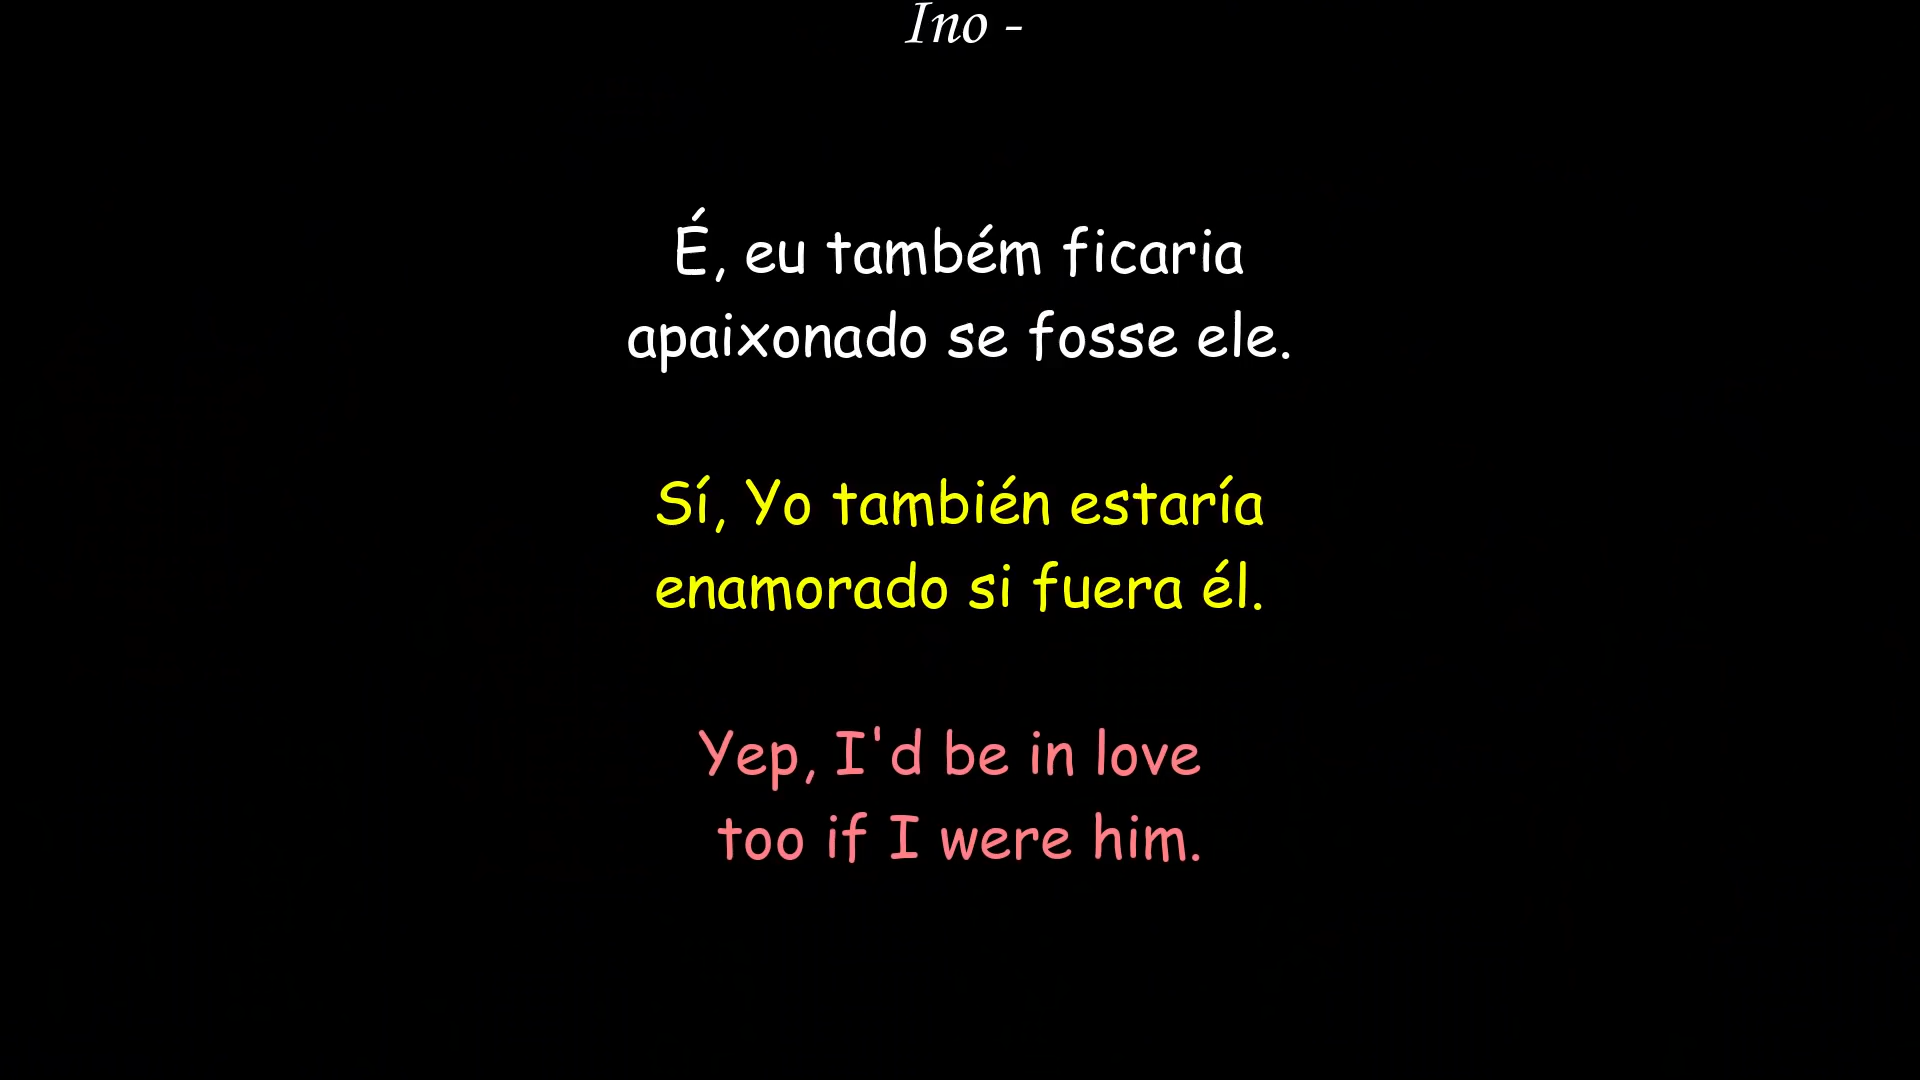 Ino -
É, eu também ficaria
apaixonado se fosse ele.
Sí, Yo también estaría
enamorado si fuera él.
Yep, I'd be in love
too if I were him.